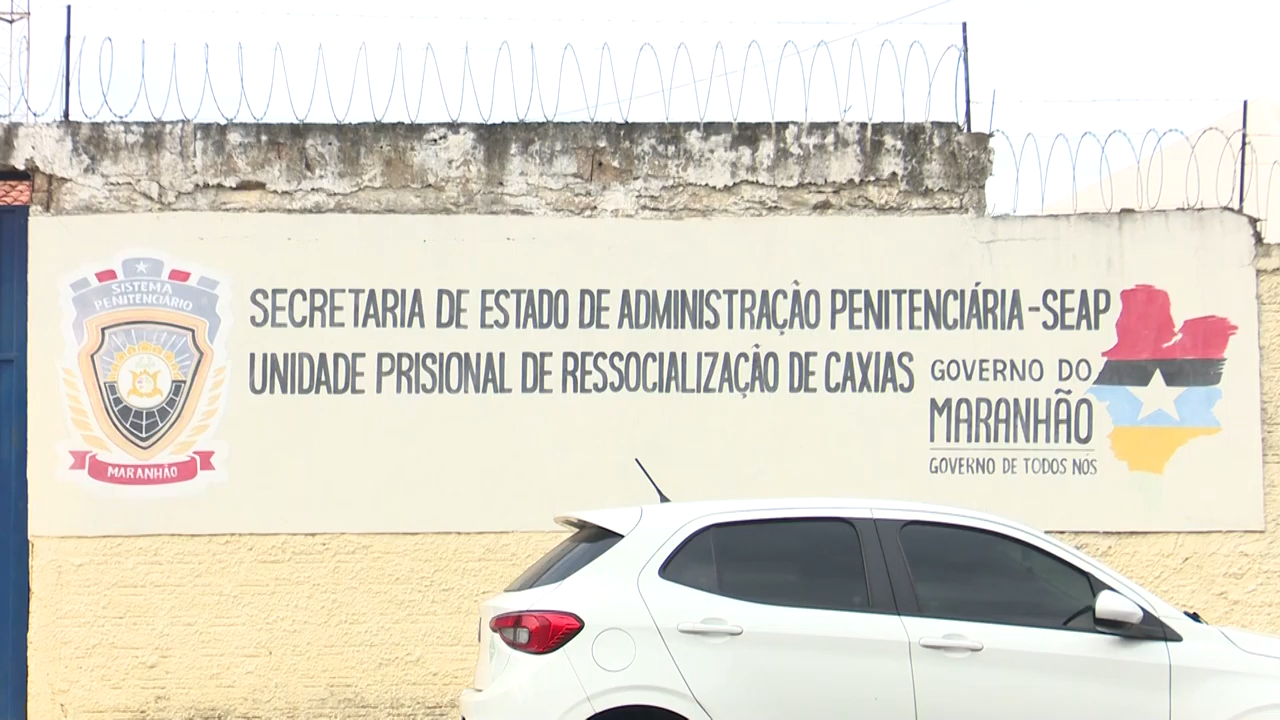 SISTEMA
PENITENCIÁRIO
MARANHÃO
SECRETARIA DE ESTADO DE ADMINISTRAÇÃO PENITENCIÁRIA-SEAP
UNIDADE PRISIONAL DE RESSOCIALIZAÇÃO DE CAXIAS
GOVERNO DO
MARANHÃO
GOVERNO DE TODOS NÓS